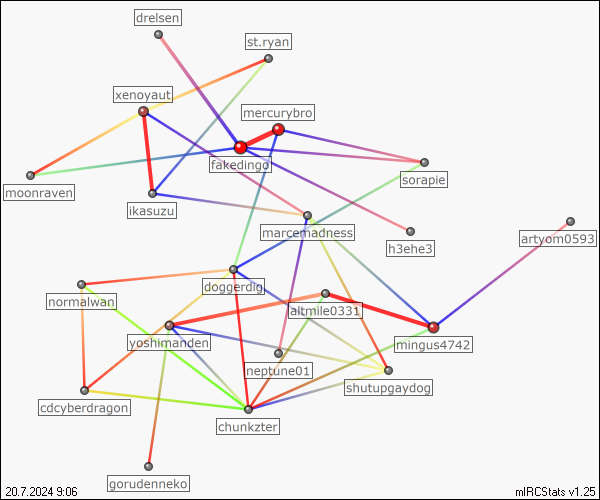 drelsen
st.ryan
xenoyaut
mercurybro
fakedingo
moonraven
sorapie
ikasuzu
marcemadness
h3ehe3
artyom0593
doggerdig
normalwan
altmile0331
yoshimanden
mingus4742
neptune01
shutupgaydog
cdcyberdragon
chunkzter
gorudenneko
20.7.2024 9:06
mIRCStats v1.25